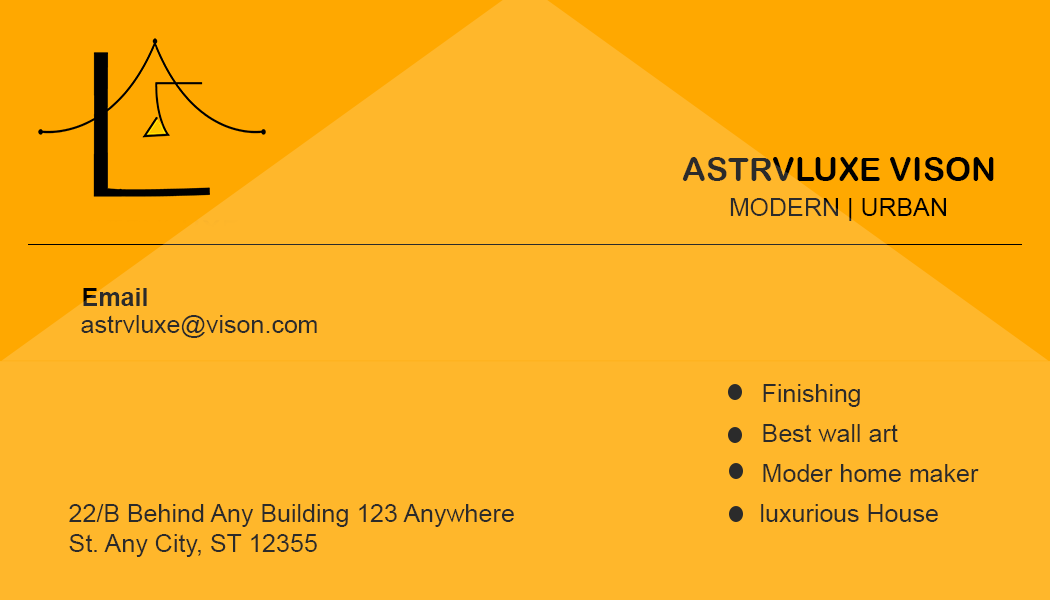 ASTRVLUXE VISON
MODERN | URBAN
Email
astrvluxe@vison.com
Finishing
Best wall art
Moder home maker
luxurious House
22/B Behind Any Building 123 Anywhere
St. Any City, ST 12355